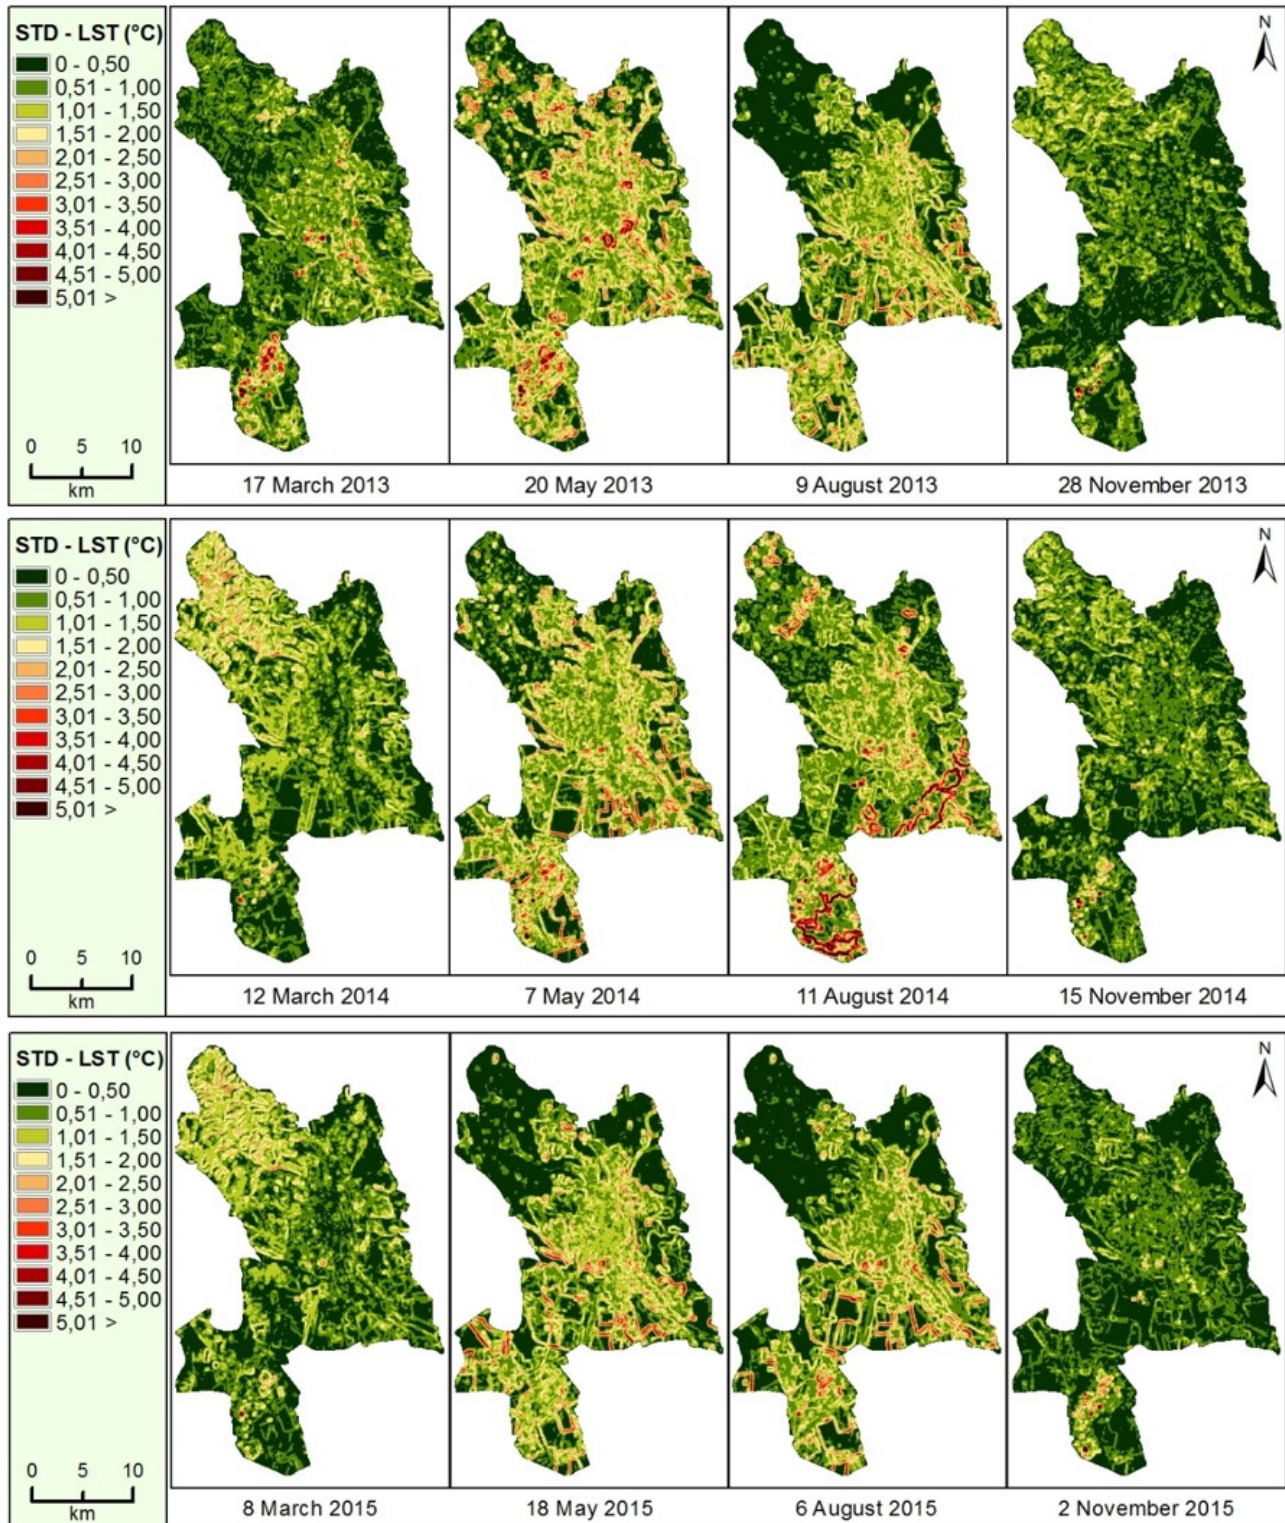 STD - LST (°C)
0 - 0,50
0,51 - 1,00
1,01 - 1,50
1,51 - 2,00
2,01 - 2,50
2,51 - 3,00
3,01 - 3,50
3,51 - 4,00
4,01 - 4,50
4,51 - 5,00
5,01 >
0 5 10
km
N
17 March 2013
20 May 2013
9 August 2013
28 November 2013
STD - LST (°C)
0 - 0,50
0,51 - 1,00
1,01 - 1,50
1,51 - 2,00
2,01 - 2,50
2,51 - 3,00
3,01 - 3,50
3,51 - 4,00
4,01 - 4,50
4,51 - 5,00
5,01 >
0 5 10
km
N
12 March 2014
7 May 2014
11 August 2014
15 November 2014
STD - LST (°C)
0 - 0,50
0,51 - 1,00
1,01 - 1,50
1,51 - 2,00
2,01 - 2,50
2,51 - 3,00
3,01 - 3,50
3,51 - 4,00
4,01 - 4,50
4,51 - 5,00
5,01 >
0 5 10
km
N
8 March 2015
18 May 2015
6 August 2015
2 November 2015